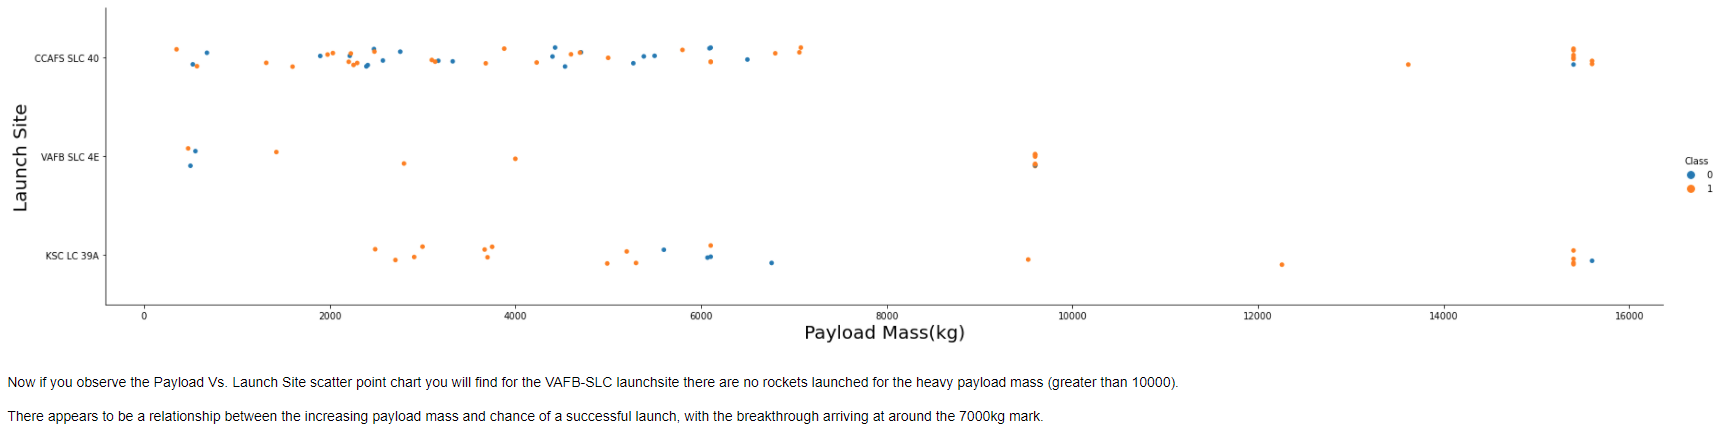 Launch Site
CCAFS SLC 40
VAFB SLC 4E
KSC LC 39A
Class
0
1
0 2000 4000 6000 8000 10000 12000 14000 16000
Payload Mass(kg)
Now if you observe the Payload Vs. Launch Site scatter point chart you will find for the VAFB-SLC launchsite there are no rockets launched for the heavy payload mass (greater than 10000).
There appears to be a relationship between the increasing payload mass and chance of a successful launch, with the breakthrough arriving at around the 7000kg mark.